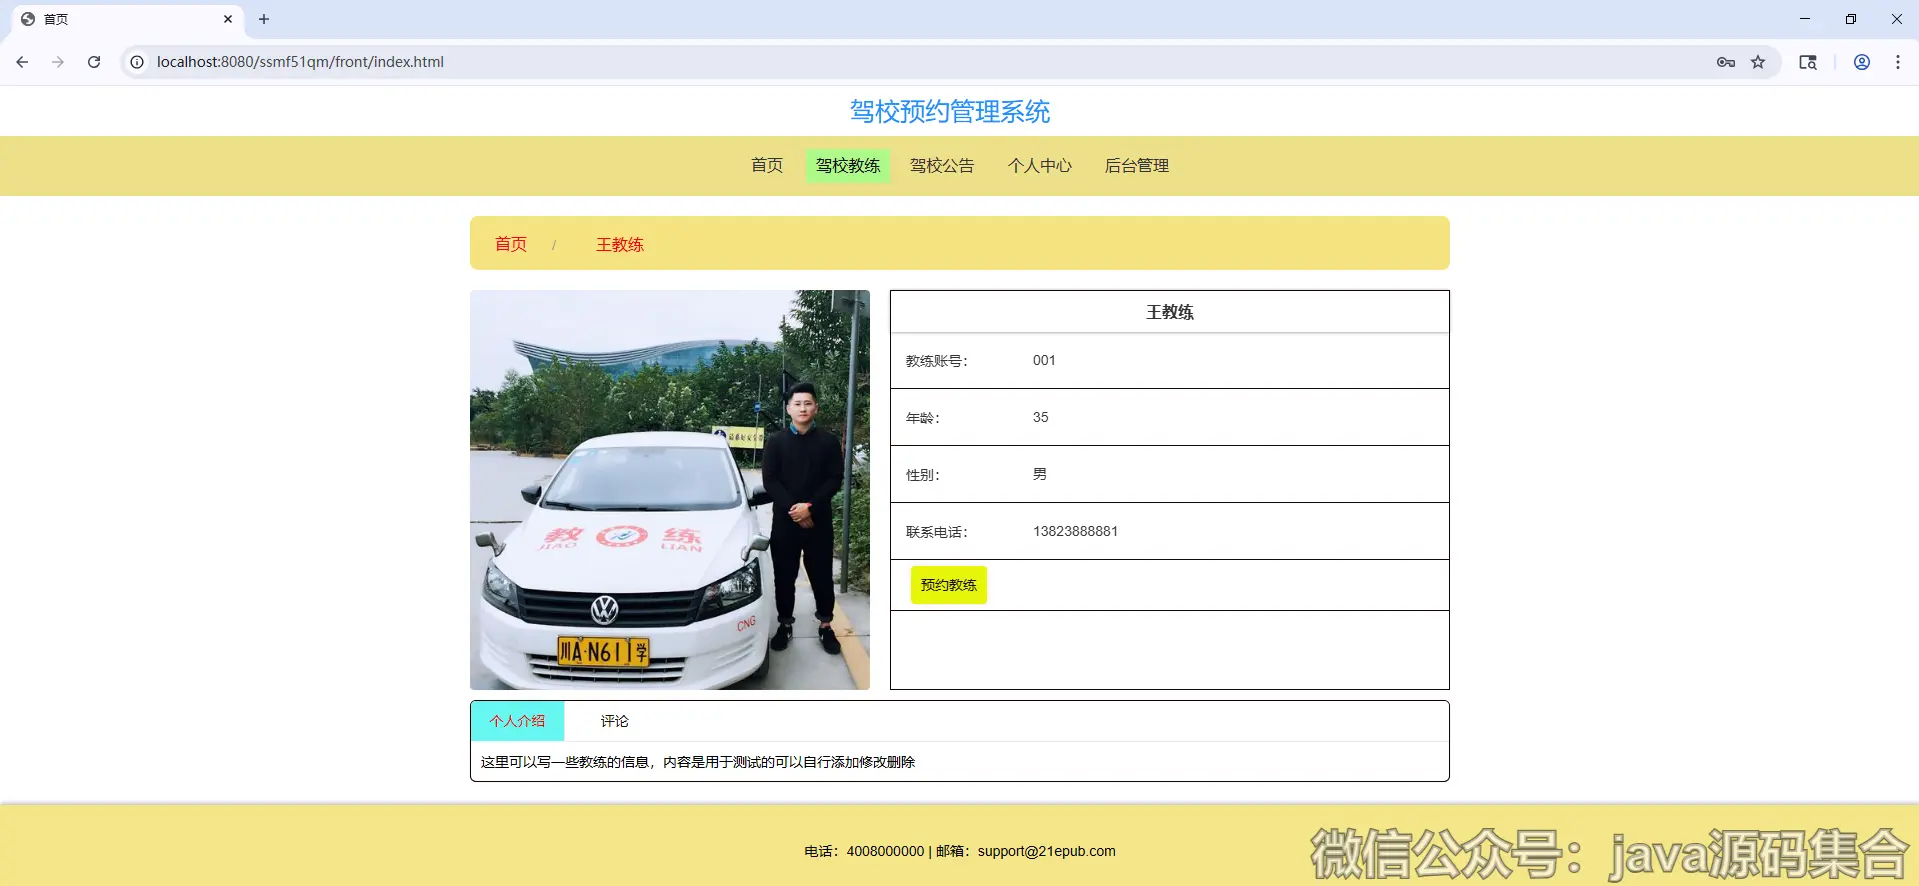 首页
localhost:8080/ssmf51qm/front/index.html
驾校预约管理系统
首页 驾校教练 驾校公告 个人中心 后台管理
首页 / 王教练
教 练
JIAO LIAN
CNG
川A·N611学
王教练
教练账号： 001
年龄： 35
性别： 男
联系电话： 13823888881
预约教练
个人介绍 评论
这里可以写一些教练的信息，内容是用于测试的可以自行添加修改删除
电话：4008000000 | 邮箱：support@21epub.com
微信公众号：java源码集合